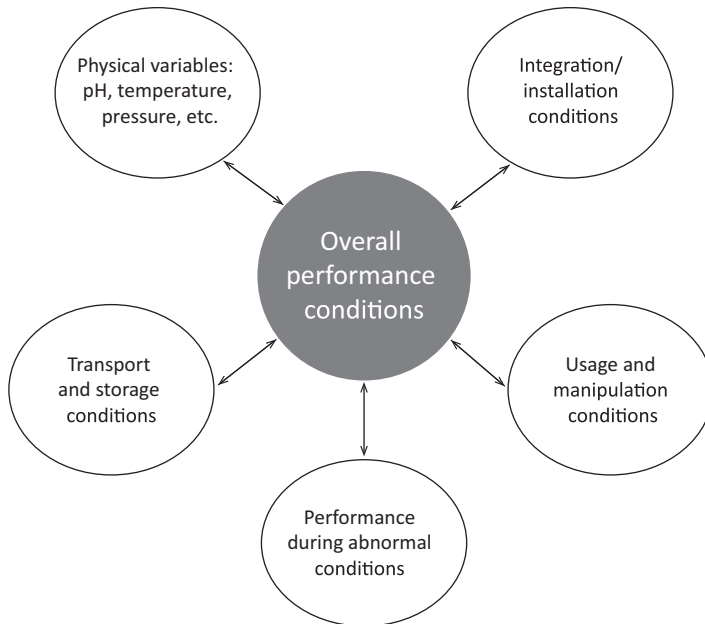 Physical variables:
pH, temperature,
pressure, etc.
Integration/
installation
conditions
Overall
performance
conditions
Transport
and storage
conditions
Usage and
manipulation
conditions
Performance
during abnormal
conditions